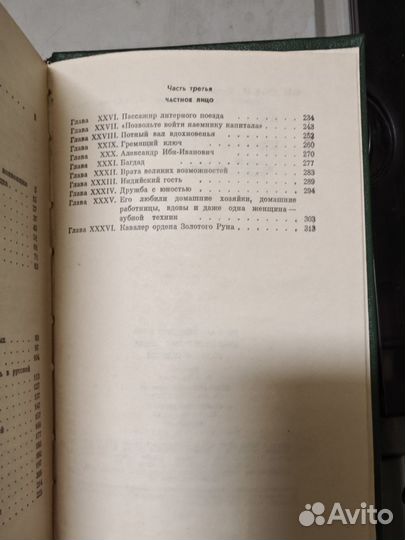 Часть третья
ЧАСТНОЕ ЛИЦО
Глава XXVI. Пассажир литерного поезда 234
Глава XXVII. «Позвольте войти наемнику капитала» 243
Глава XXVIII. Потный вал вдохновенья 252
Глава XXIX. Гремящий ключ 260
Глава XXX. Александр Ибн-Иванович 270
Глава XXXI. Багдад 277
Глава XXXII. Врата великих возможностей 283
Глава XXXIII. Индийский гость 289
Глава XXXIV. Дружба с юностью 294
Глава XXXV. Его любили домашние хозяйки, домашние
работницы, вдовы и даже одна женщина —
зубной техник 303
Глава XXXVI. Кавалер ордена Золотого Руна 313
в русской
Avito